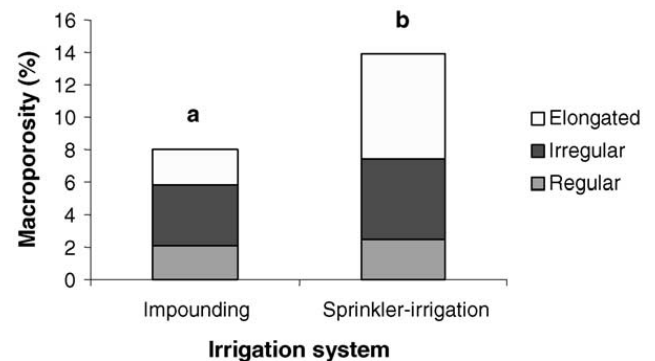 16
14
12
10
8
6
4
2
0
Macroporosity (%)
a
b
Elongated
Irregular
Regular
Impounding
Sprinkler-irrigation
Irrigation system